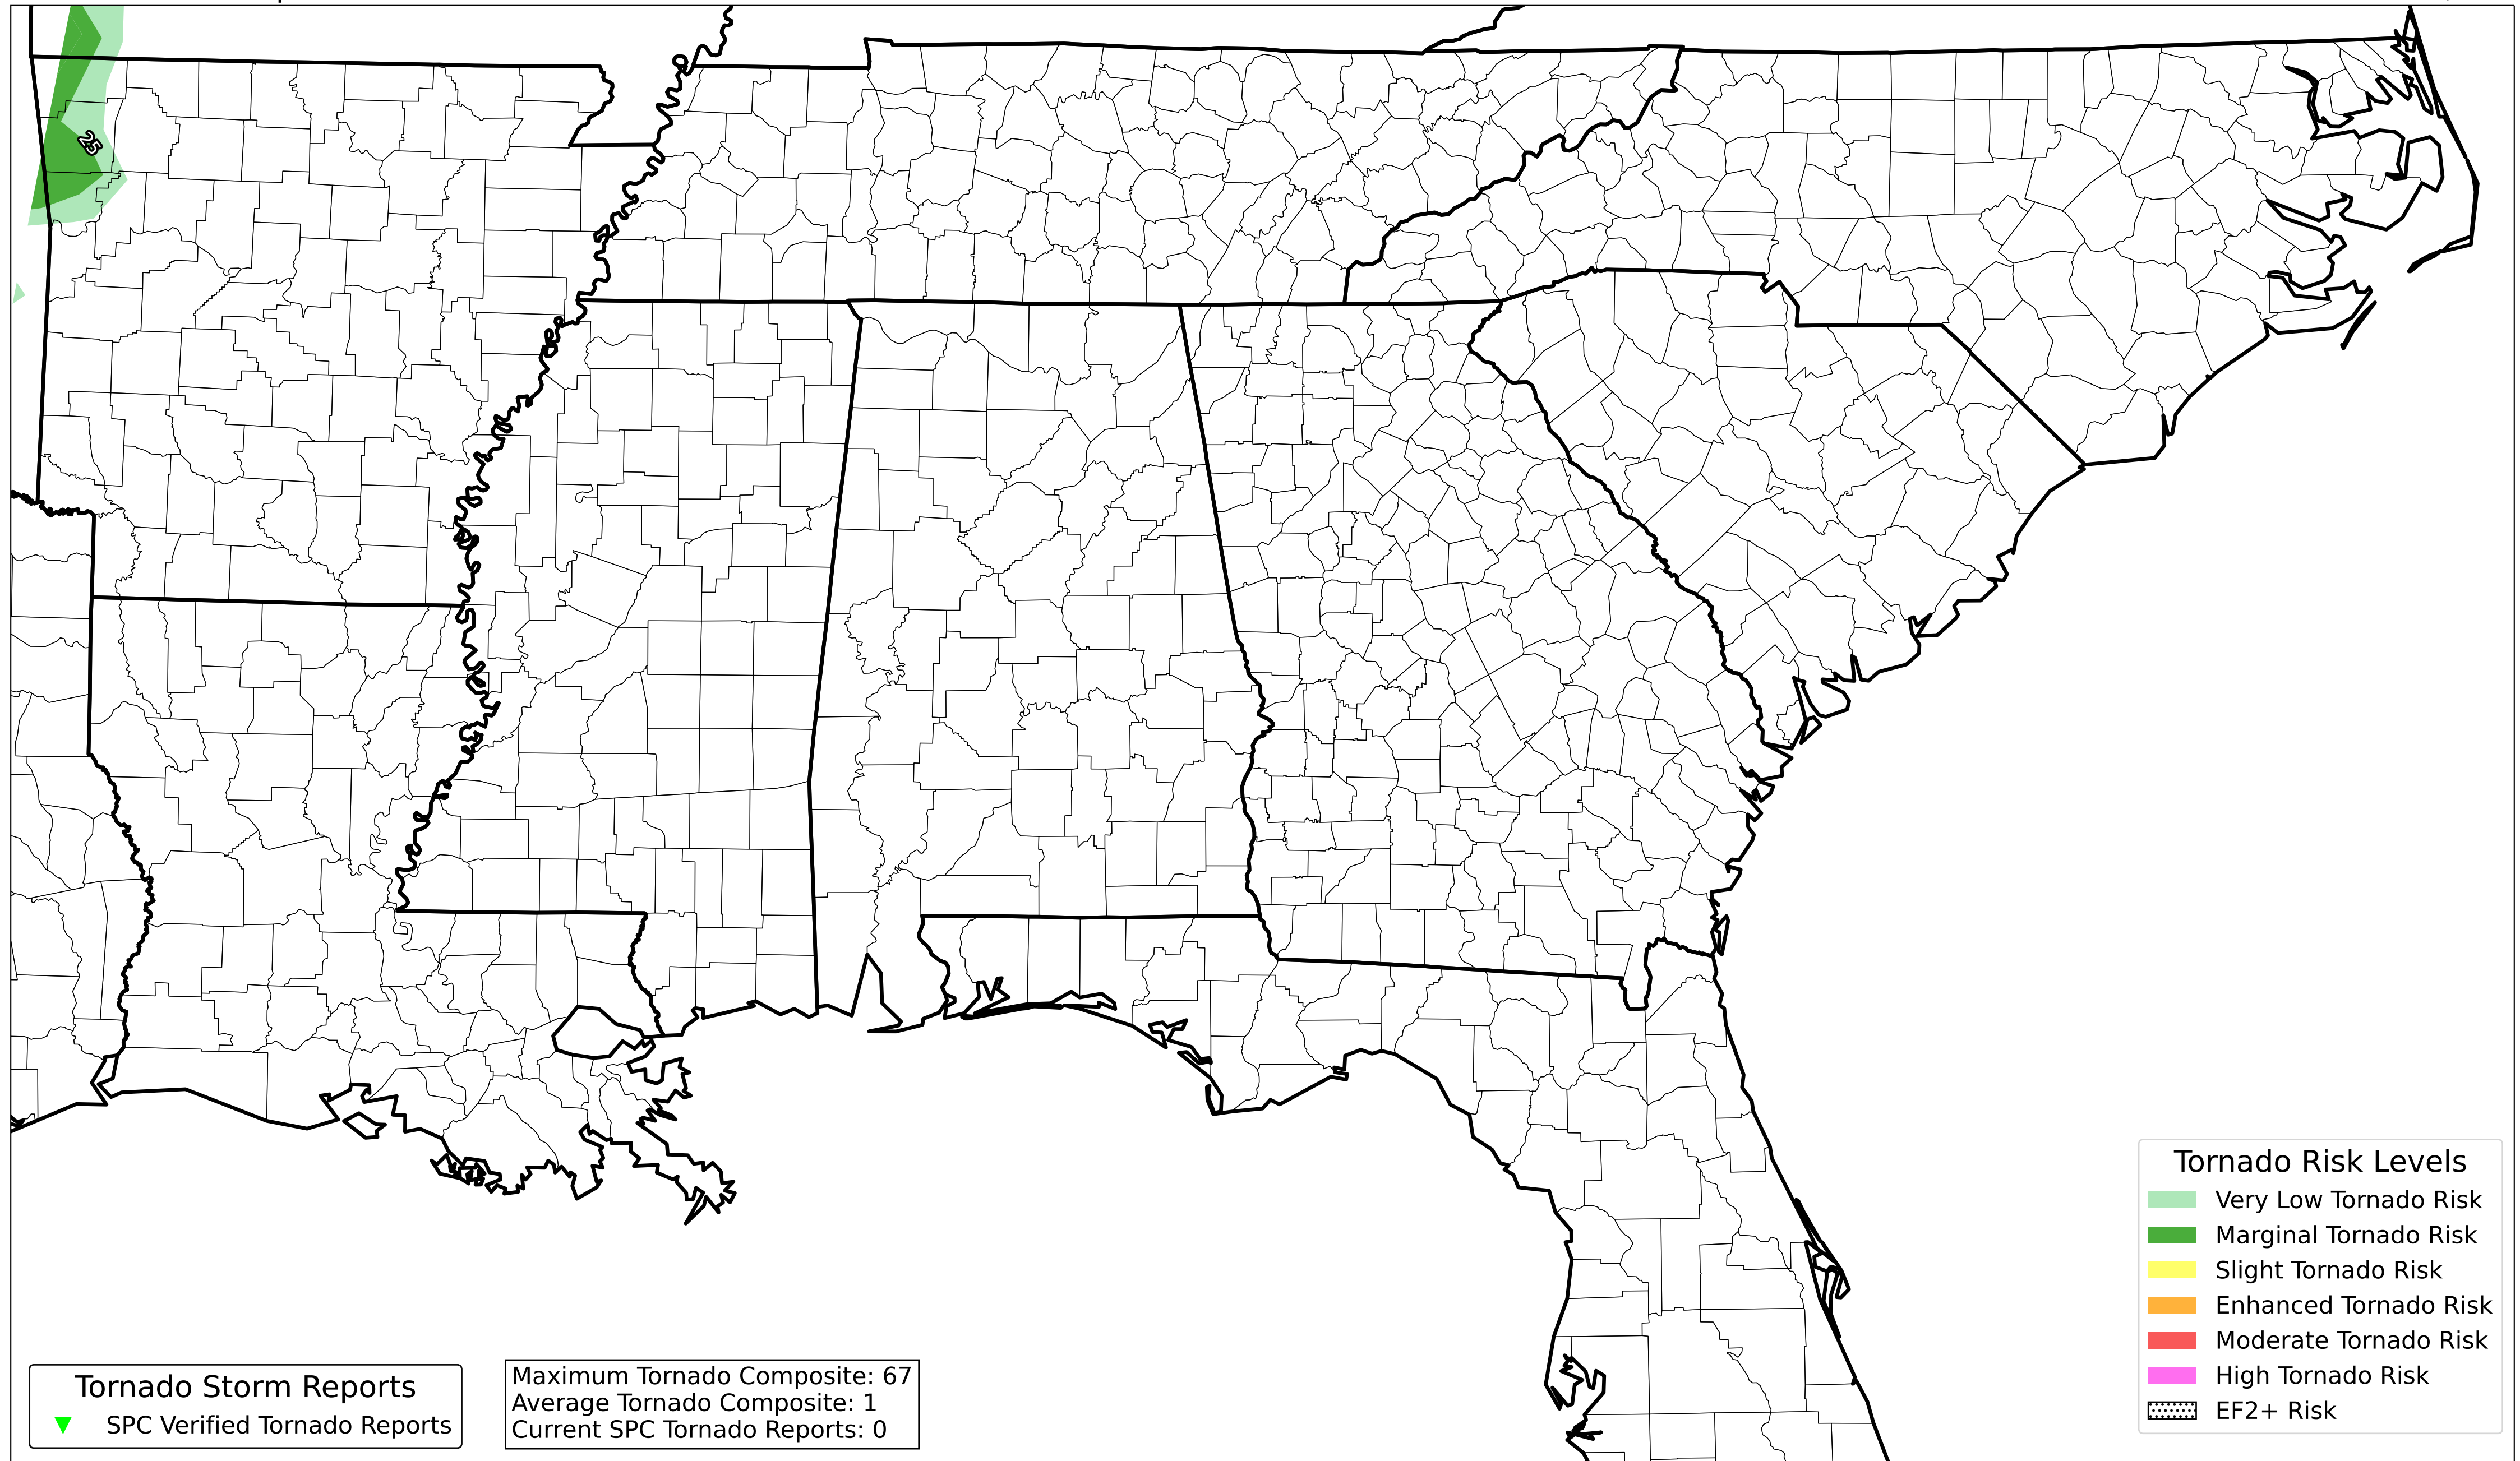 25
Tornado Risk Levels
Very Low Tornado Risk
Marginal Tornado Risk
Slight Tornado Risk
Enhanced Tornado Risk
Moderate Tornado Risk
High Tornado Risk
EF2+ Risk
Tornado Storm Reports
SPC Verified Tornado Reports
Maximum Tornado Composite: 67
Average Tornado Composite: 1
Current SPC Tornado Reports: 0